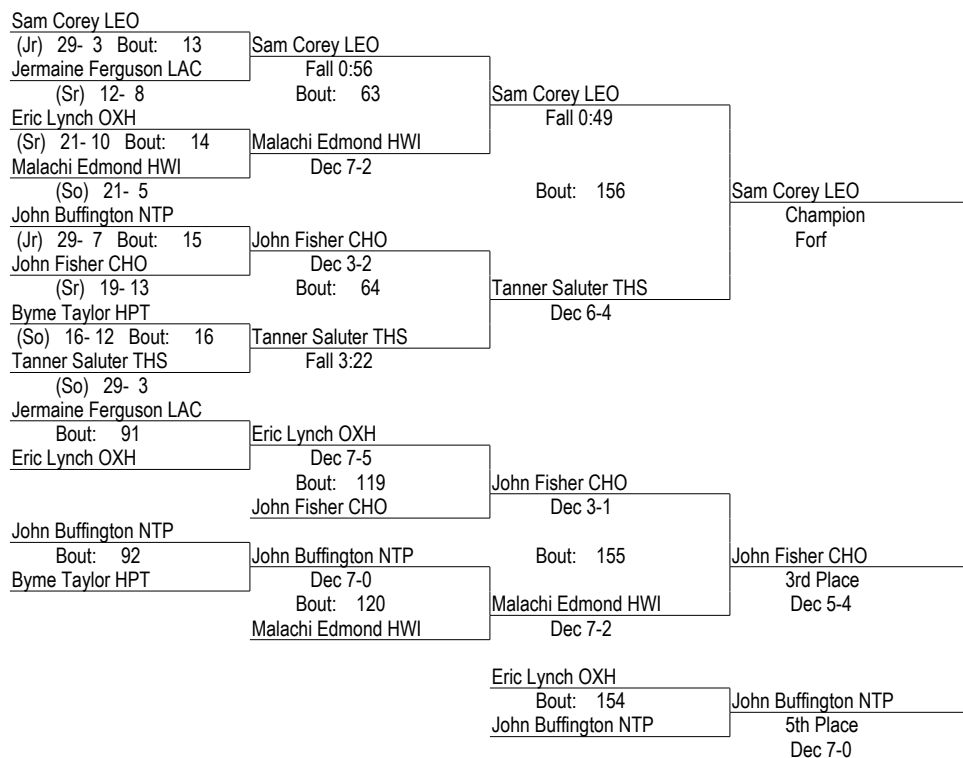 Sam Corey LEO
(Jr) 29- 3 Bout: 13
Sam Corey LEO
Jermaine Ferguson LAC
Fall 0:56
(Sr) 12- 8
Bout: 63
Sam Corey LEO
Eric Lynch OXH
Fall 0:49
(Sr) 21- 10 Bout: 14
Malachi Edmond HWI
Malachi Edmond HWI
Dec 7-2
(So) 21- 5
Bout: 156
Sam Corey LEO
John Buffington NTP
Champion
(Jr) 29- 7 Bout: 15
John Fisher CHO
Forf
John Fisher CHO
Dec 3-2
(Sr) 19- 13
Bout: 64
Tanner Saluter THS
Byrne Taylor HPT
Dec 6-4
(So) 16- 12 Bout: 16
Tanner Saluter THS
Tanner Saluter THS
Fall 3:22
(So) 29- 3
Jermaine Ferguson LAC
Bout: 91
Eric Lynch OXH
Eric Lynch OXH
Dec 7-5
Bout: 119
John Fisher CHO
John Fisher CHO
Dec 3-1
John Buffington NTP
Bout: 92
John Buffington NTP
Bout: 155
John Fisher CHO
Byrne Taylor HPT
Dec 7-0
3rd Place
Bout: 120
Malachi Edmond HWI
Dec 5-4
Malachi Edmond HWI
Dec 7-2
Eric Lynch OXH
Bout: 154
John Buffington NTP
John Buffington NTP
5th Place
Dec 7-0